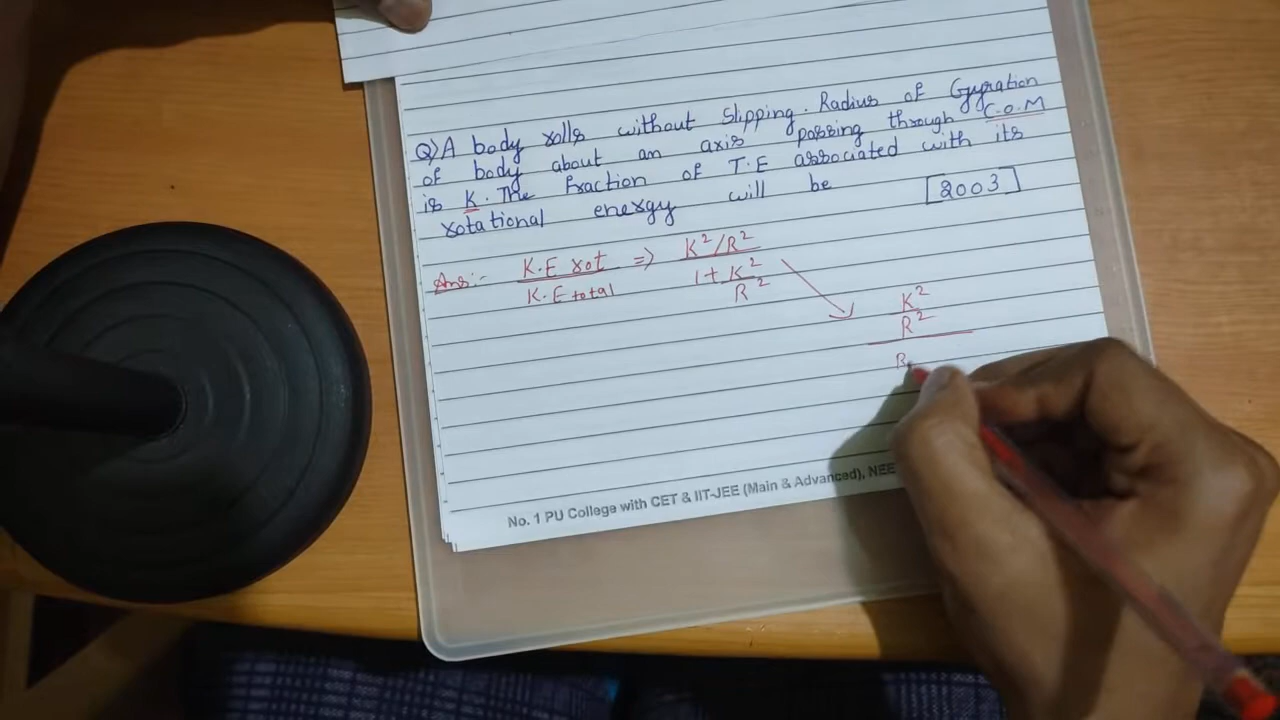 Q) A body rolls without slipping. Radius of Gyration
of body about an axis passing through C.O.M
is K. The fraction of T.E associated with its
rotational energy will be [2003]
Ans:- K.E rot / K.E total => K²/R² / 1+ K²/R²
K²
R²
R
No. 1 PU College with CET & IIT-JEE (Main & Advanced), NEE